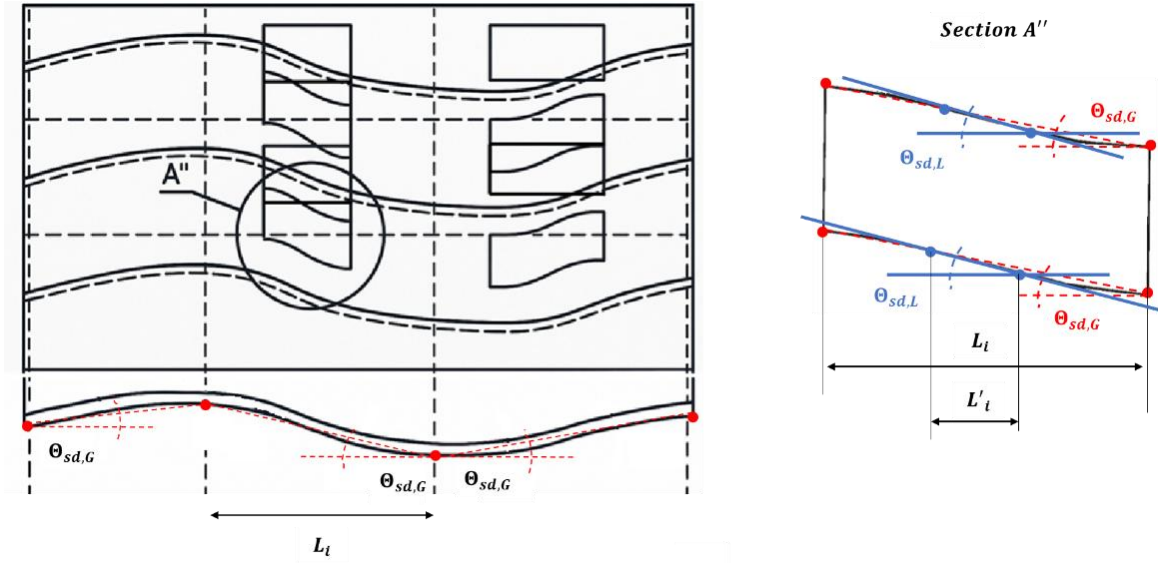 A"
Θsd,G
Θsd,G
Θsd,G
Li
Section A''
Θsd,G
Θsd,L
Θsd,L
Θsd,G
Li
L'i